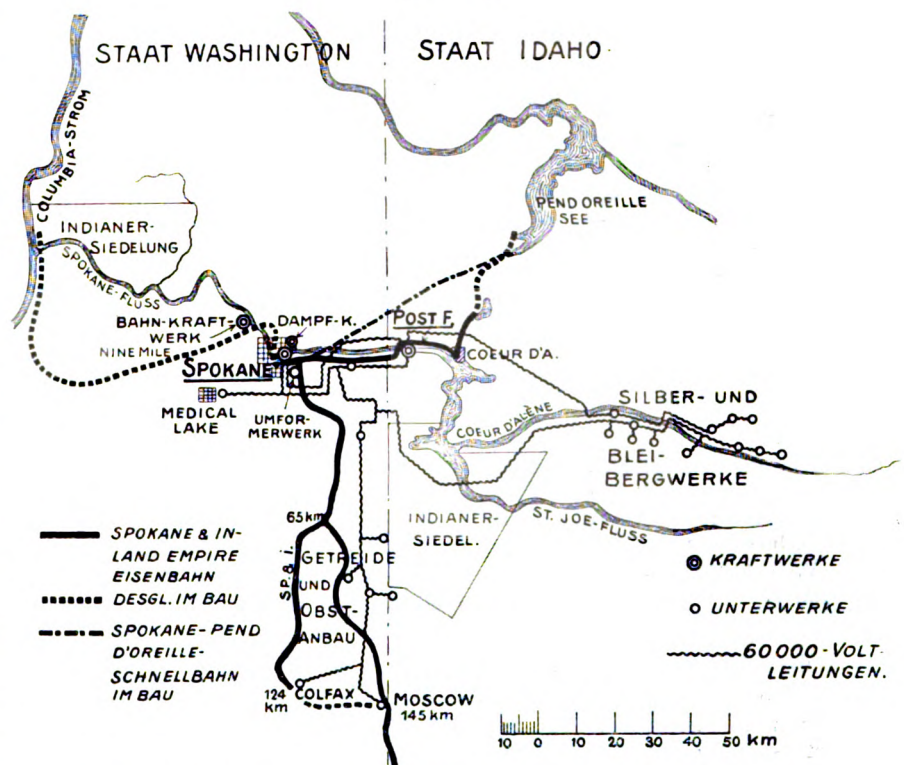 STAAT WASHINGTON
STAAT IDAHO
COLUMBIA-STROM
INDIANER-
SIEDELUNG
SPOKANE-FLUSS
PEND OREILLE
SEE
BAHN-KRAFT-
WERK
NINE MILE
DAMPF-K.
POST F.
SPOKANE
COEUR D'A.
MEDICAL
LAKE
UMFOR-
MERWERK
COEUR D'ALÈNE
SILBER- UND
BLEI-
BERGWERKE
65 km
INDIANER-
SIEDEL.
ST. JOE-FLUSS
SP. & I.
GETREIDE
UND
OBST-
ANBAU
124
km
COLFAX
MOSCOW
145 km
SPOKANE & IN-
LAND EMPIRE
EISENBAHN
DESGL. IM BAU
SPOKANE-PEND
D'OREILLE-
SCHNELLBAHN
IM BAU
KRAFTWERKE
UNTERWERKE
60000-VOLT-
LEITUNGEN.
10 0 10 20 30 40 50 km